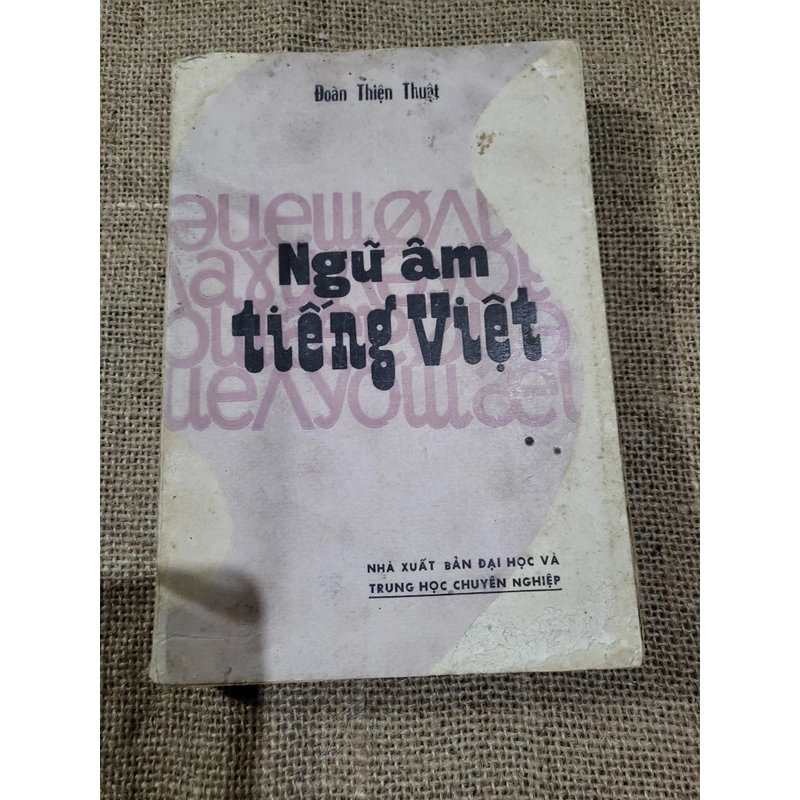 Đoàn Thiện Thuật
Ngữ âm
tiếng Việt
NHÀ XUẤT BẢN ĐẠI HỌC VÀ
TRUNG HỌC CHUYÊN NGHIỆP